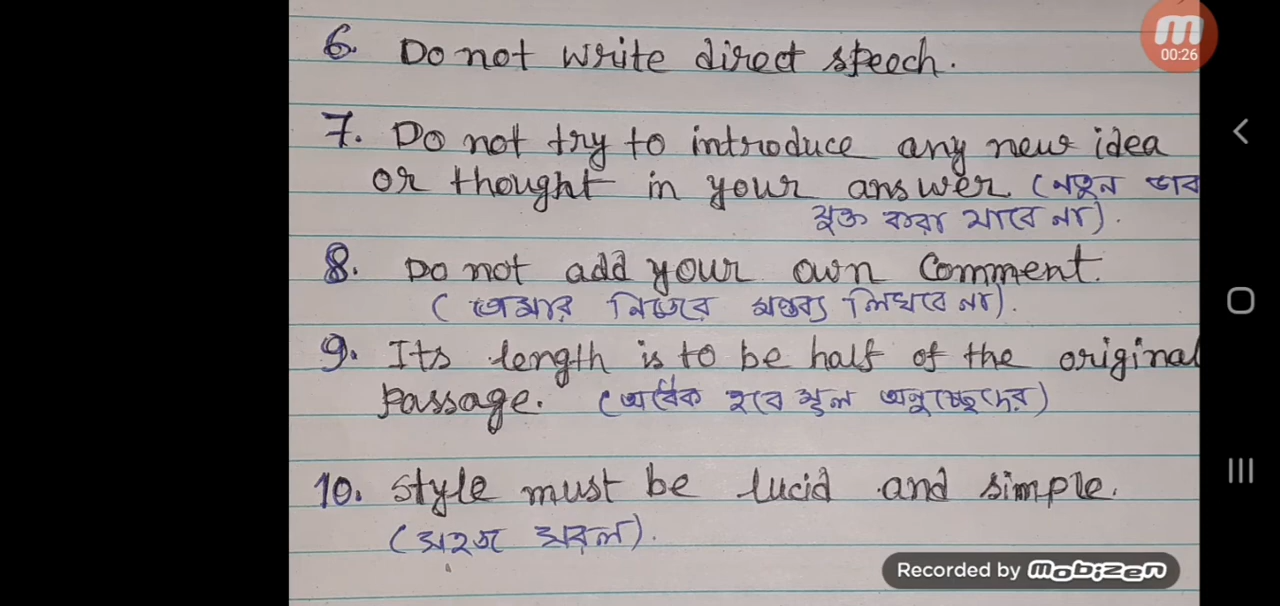 6. Do not write direct speech.
7. Do not try to introduce any new idea
or thought in your answer. (নতুন ভাব
যুক্ত করা যাবে না).
8. Do not add your own Comment.
(তোমার নিজের মন্তব্য লিখবে না).
9. Its length is to be half of the original
passage. (অর্ধেক হবে মূল অনুচ্ছেদের)
10. Style must be lucid and simple.
(সহজ সরল).
00:26
Recorded by mobizen